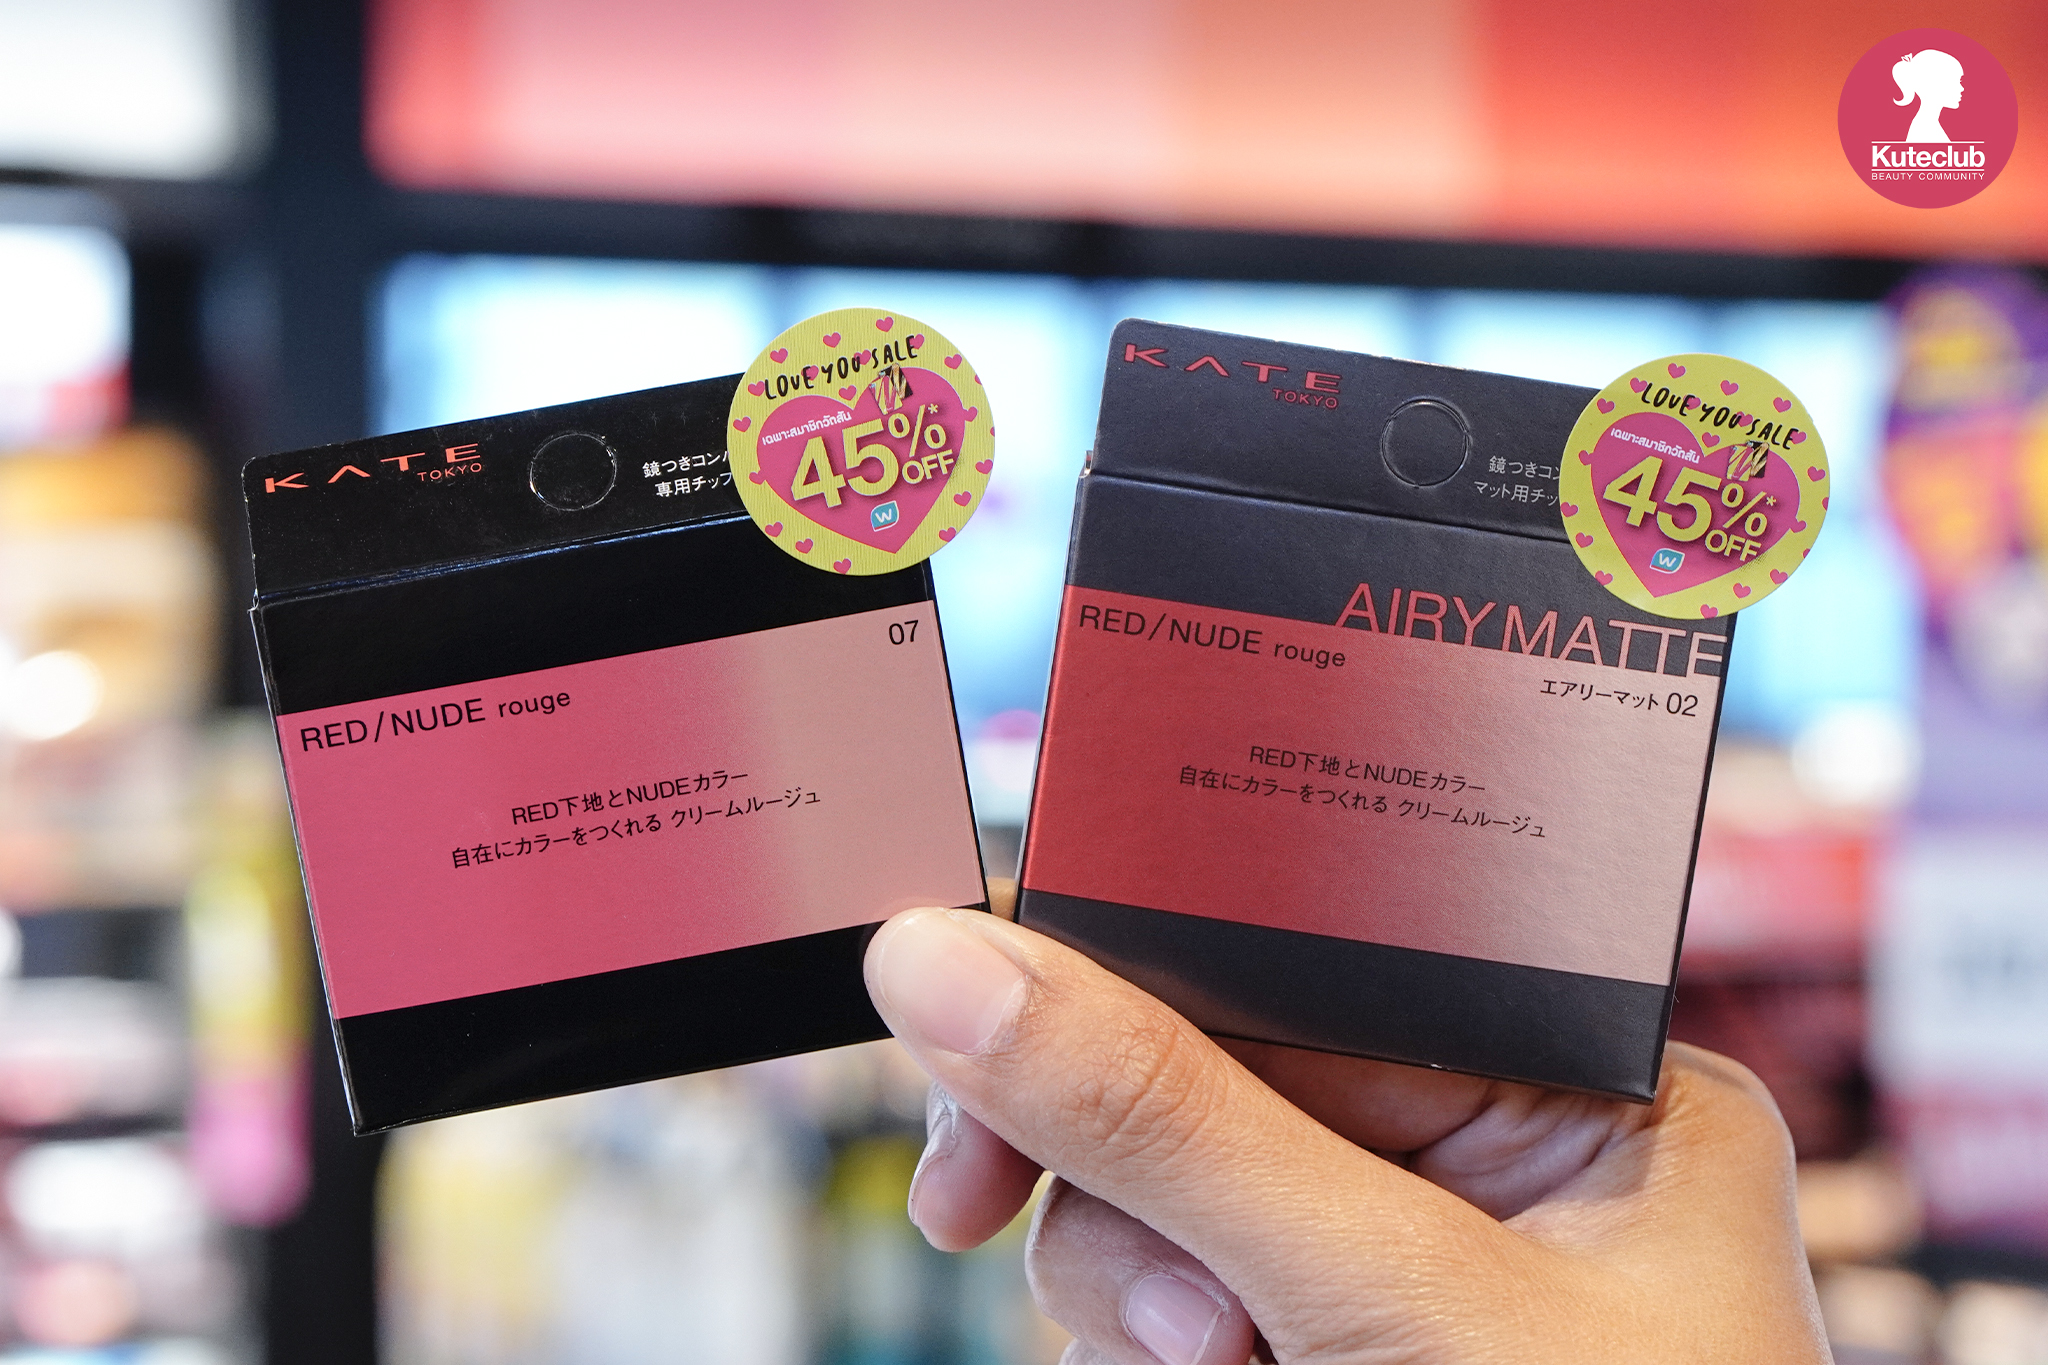 Kuteclub
BEAUTY COMMUNITY
KATE
TOKYO
鏡つきコンパ
専用チップ
LOVE YOU SALE
เฉพาะสมาชิกวัตสัน
45%*
OFF
W
07
RED/NUDE rouge
RED下地とNUDEカラー
自在にカラーをつくれる クリームルージュ
KATE
TOKYO
鏡つきコン
マット用チッ
LOVE YOU SALE
เฉพาะสมาชิกวัตสัน
45%*
OFF
W
AIRY MATTE
RED/NUDE rouge
エアリーマット 02
RED下地とNUDEカラー
自在にカラーをつくれる クリームルージュ